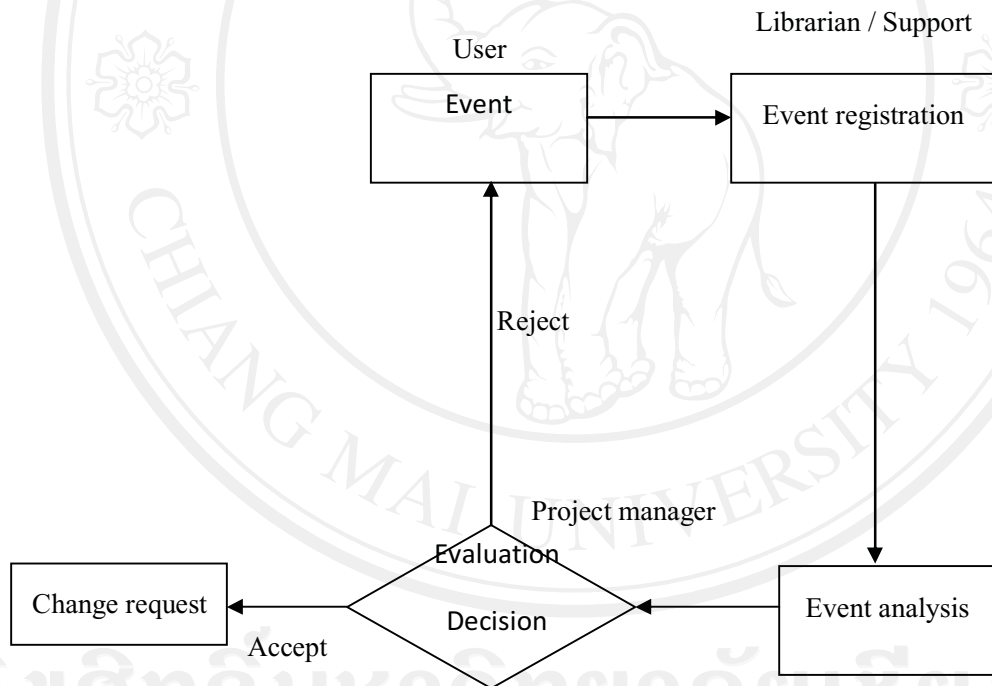 Librarian / Support
User
Event
Event registration
Reject
Project manager
Evaluation
Decision
Change request
Event analysis
Accept
CHIANG MAI UNIVERSITY 1964